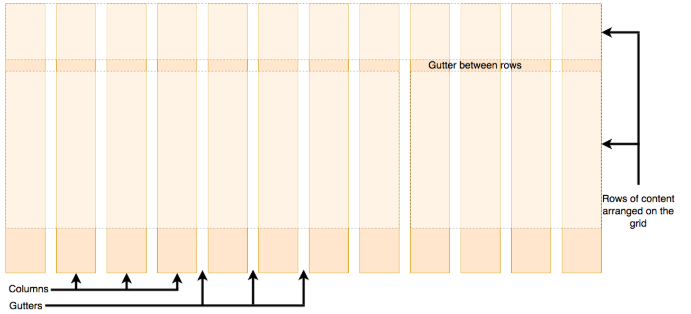 Gutter between rows
Rows of content
arranged on the
grid
Columns
Gutters